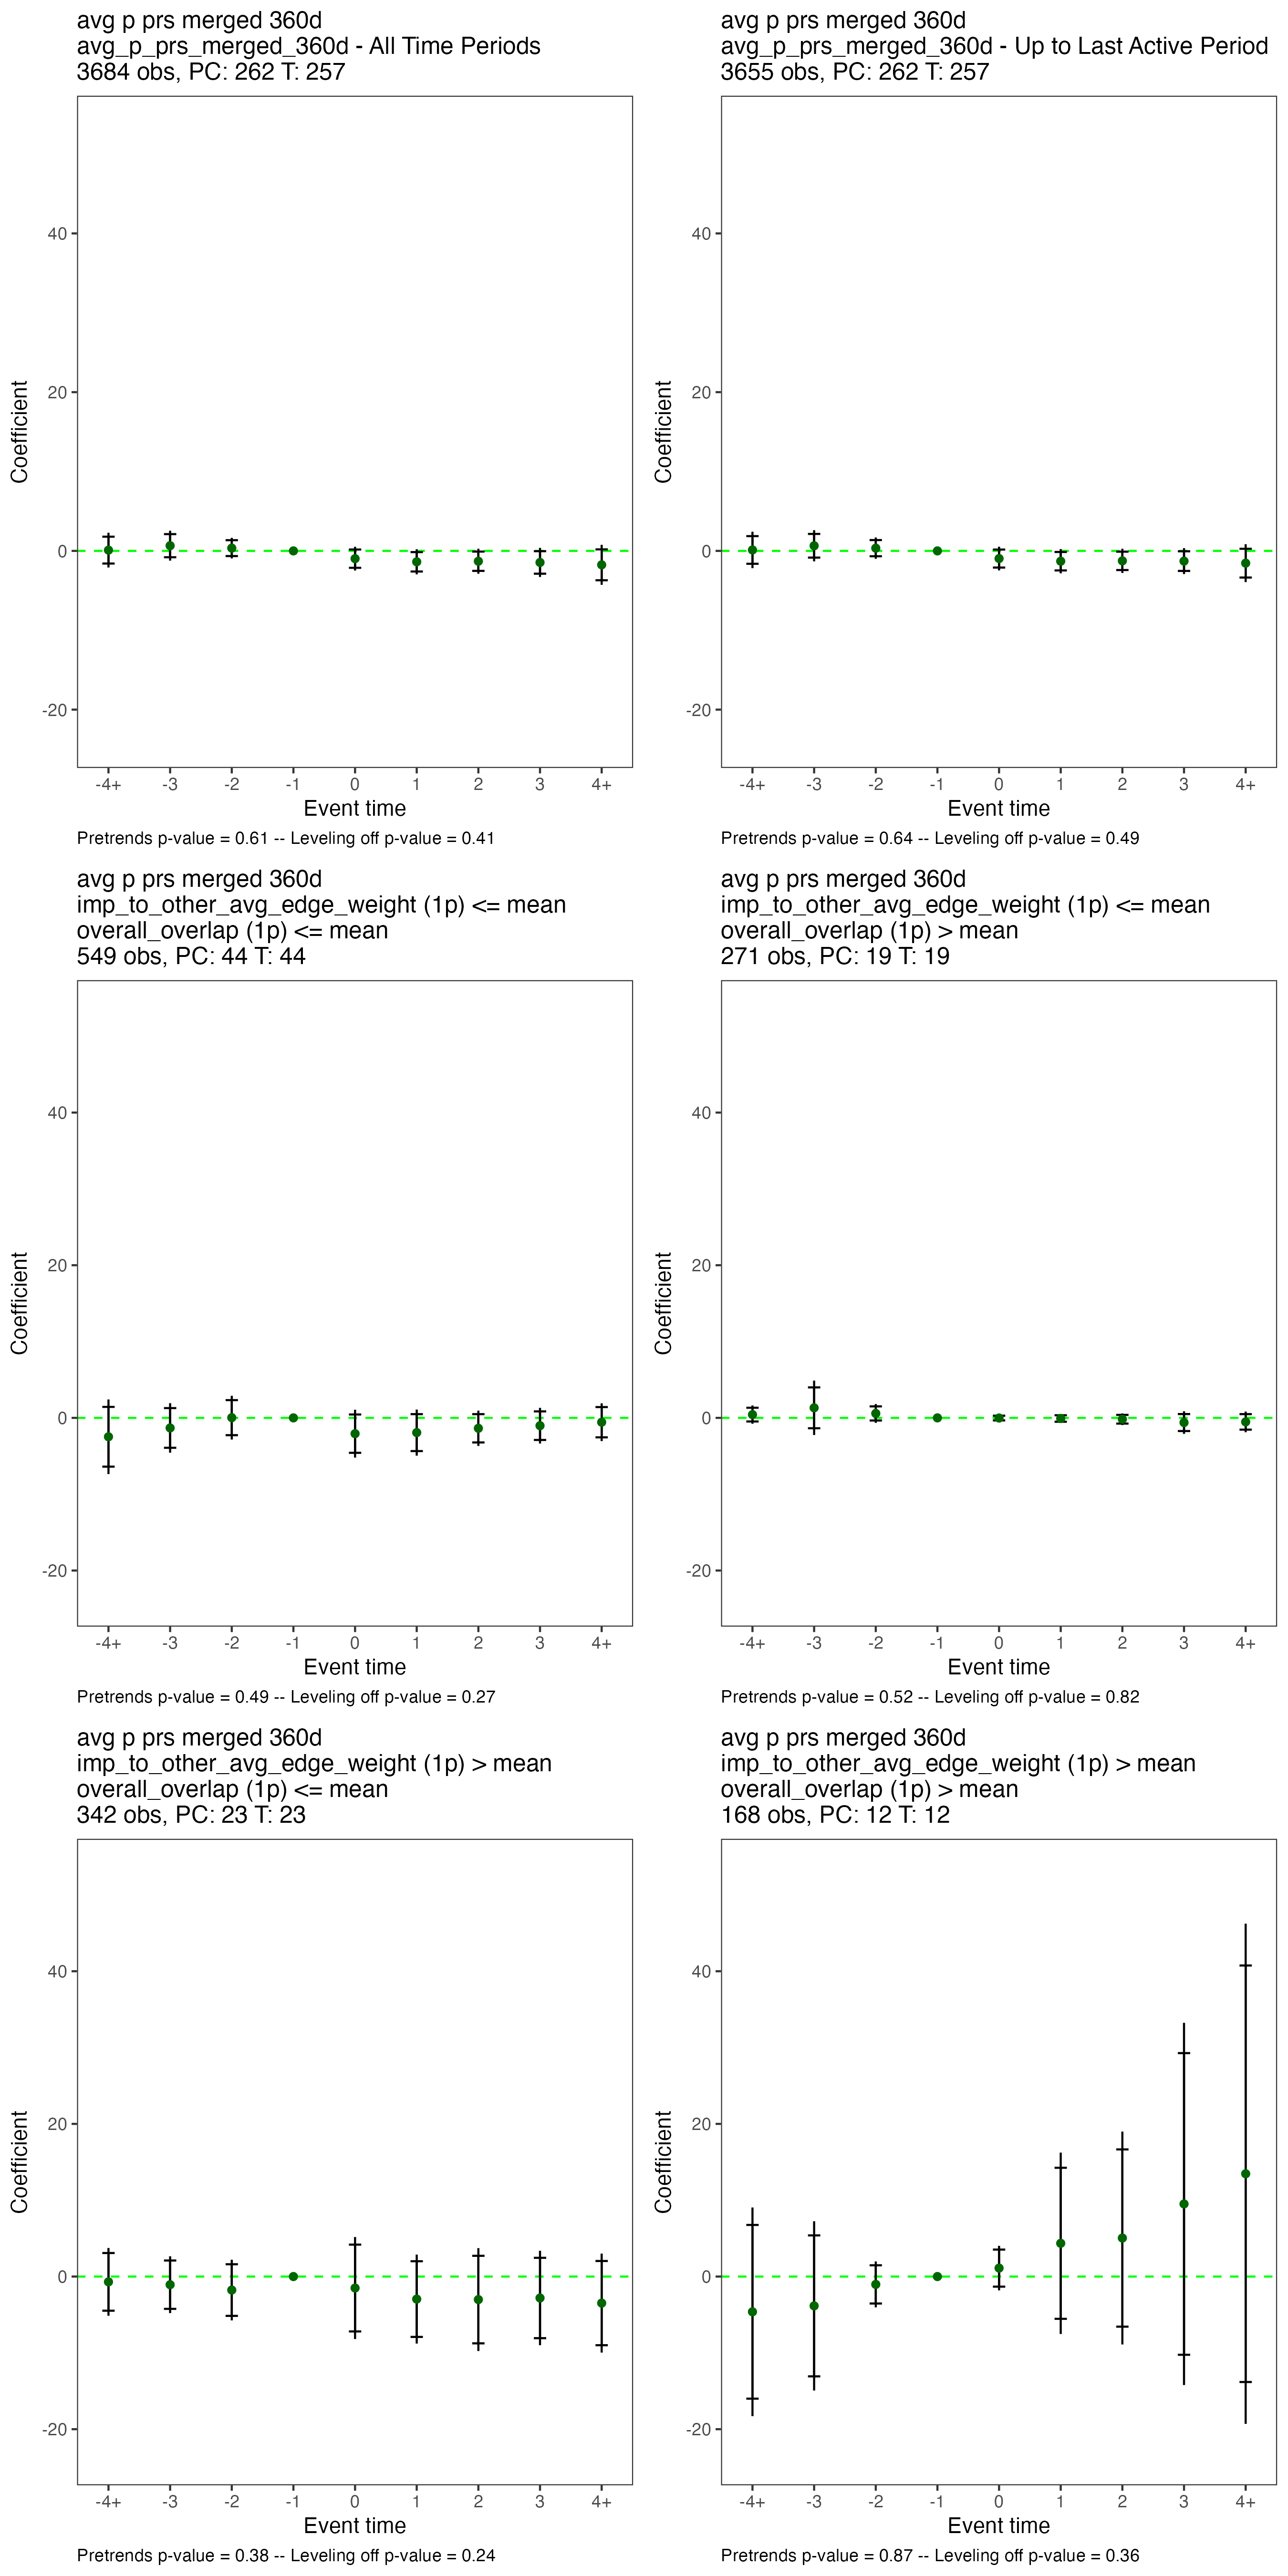 avg p prs merged 360d
avg_p_prs_merged_360d - All Time Periods
3684 obs, PC: 262 T: 257
40
20
0
-20
Coefficient
-4+ -3 -2 -1 0 1 2 3 4+
Event time
Pretrends p-value = 0.61 -- Leveling off p-value = 0.41
avg p prs merged 360d
avg_p_prs_merged_360d - Up to Last Active Period
3655 obs, PC: 262 T: 257
40
20
0
-20
Coefficient
-4+ -3 -2 -1 0 1 2 3 4+
Event time
Pretrends p-value = 0.64 -- Leveling off p-value = 0.49
avg p prs merged 360d
imp_to_other_avg_edge_weight (1p) <= mean
overall_overlap (1p) <= mean
549 obs, PC: 44 T: 44
40
20
0
-20
Coefficient
-4+ -3 -2 -1 0 1 2 3 4+
Event time
Pretrends p-value = 0.49 -- Leveling off p-value = 0.27
avg p prs merged 360d
imp_to_other_avg_edge_weight (1p) <= mean
overall_overlap (1p) > mean
271 obs, PC: 19 T: 19
40
20
0
-20
Coefficient
-4+ -3 -2 -1 0 1 2 3 4+
Event time
Pretrends p-value = 0.52 -- Leveling off p-value = 0.82
avg p prs merged 360d
imp_to_other_avg_edge_weight (1p) > mean
overall_overlap (1p) <= mean
342 obs, PC: 23 T: 23
40
20
0
-20
Coefficient
-4+ -3 -2 -1 0 1 2 3 4+
Event time
Pretrends p-value = 0.38 -- Leveling off p-value = 0.24
avg p prs merged 360d
imp_to_other_avg_edge_weight (1p) > mean
overall_overlap (1p) > mean
168 obs, PC: 12 T: 12
40
20
0
-20
Coefficient
-4+ -3 -2 -1 0 1 2 3 4+
Event time
Pretrends p-value = 0.87 -- Leveling off p-value = 0.36